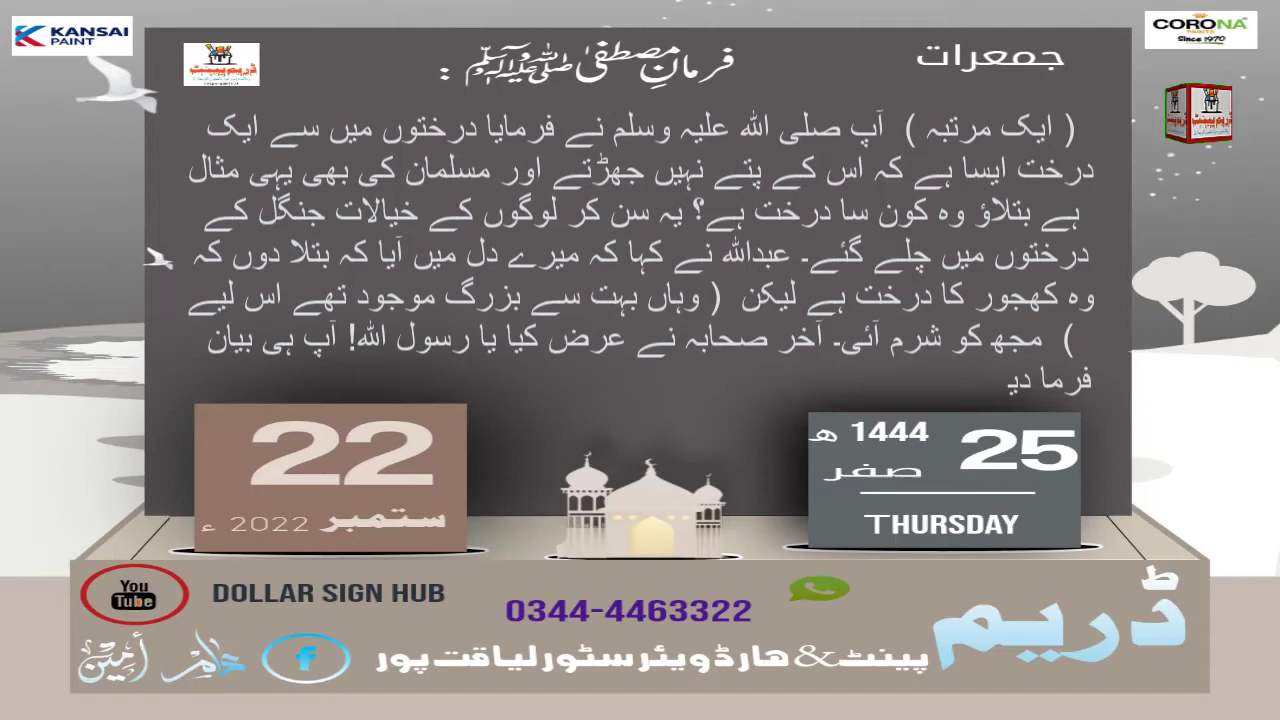 KANSAI
PAINT
CORONA
PAINTS
Since 1970
ڈریم پینٹ
جمعرات
فرمانِ مصطفیٰ ﷺ :
( ایک مرتبہ ) آپ صلی اللہ علیہ وسلم نے فرمایا درختوں میں سے ایک
درخت ایسا ہے کہ اس کے پتے نہیں جھڑتے اور مسلمان کی بھی یہی مثال
ہے بتلاؤ وہ کون سا درخت ہے؟ یہ سن کر لوگوں کے خیالات جنگل کے
درختوں میں چلے گئے۔ عبداللہ نے کہا کہ میرے دل میں آیا کہ بتلا دوں کہ
وہ کھجور کا درخت ہے لیکن ( وہاں بہت سے بزرگ موجود تھے اس لیے
) مجھ کو شرم آئی۔ آخر صحابہ نے عرض کیا یا رسول اللہ! آپ ہی بیان
فرما دی
22
ستمبر 2022 ء
25
1444 ھ
صفر
THURSDAY
You Tube
DOLLAR SIGN HUB
0344-4463322
ڈریم
پینٹ & ھارڈویئر سٹور لیاقت پور
f
أمين